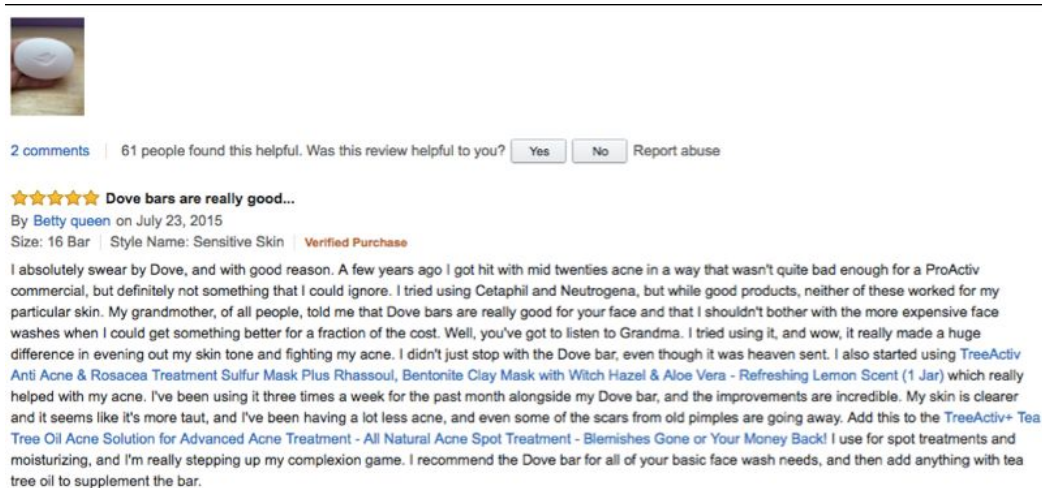 2 comments 61 people found this helpful. Was this review helpful to you? Yes No Report abuse
Dove bars are really good...
By Betty queen on July 23, 2015
Size: 16 Bar Style Name: Sensitive Skin Verified Purchase
I absolutely swear by Dove, and with good reason. A few years ago I got hit with mid twenties acne in a way that wasn't quite bad enough for a ProActiv
commercial, but definitely not something that I could ignore. I tried using Cetaphil and Neutrogena, but while good products, neither of these worked for my
particular skin. My grandmother, of all people, told me that Dove bars are really good for your face and that I shouldn't bother with the more expensive face
washes when I could get something better for a fraction of the cost. Well, you've got to listen to Grandma. I tried using it, and wow, it really made a huge
difference in evening out my skin tone and fighting my acne. I didn't just stop with the Dove bar, even though it was heaven sent. I also started using TreeActiv
Anti Acne & Rosacea Treatment Sulfur Mask Plus Rhassoul, Bentonite Clay Mask with Witch Hazel & Aloe Vera - Refreshing Lemon Scent (1 Jar) which really
helped with my acne. I've been using it three times a week for the past month alongside my Dove bar, and the improvements are incredible. My skin is clearer
and it seems like it's more taut, and I've been having a lot less acne, and even some of the scars from old pimples are going away. Add this to the TreeActiv+ Tea
Tree Oil Acne Solution for Advanced Acne Treatment - All Natural Acne Spot Treatment - Blemishes Gone or Your Money Back! I use for spot treatments and
moisturizing, and I'm really stepping up my complexion game. I recommend the Dove bar for all of your basic face wash needs, and then add anything with tea
tree oil to supplement the bar.